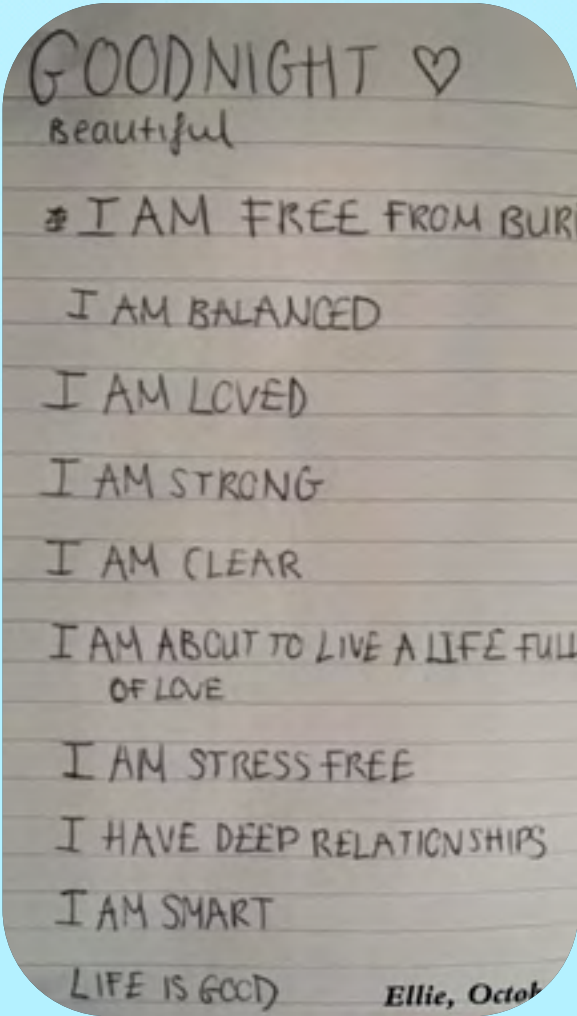 GOODNIGHT ♡
Beautiful
I AM FREE FROM
I AM BALANCED
I AM LOVED
I AM STRONG
I AM CLEAR
I AM ABOUT TO LIVE A LIFE FULL
OF LOVE
I AM STRESS FREE
I HAVE DEEP RELATIONSHIPS
I AM SMART
LIFE IS GOOD
Ellie,